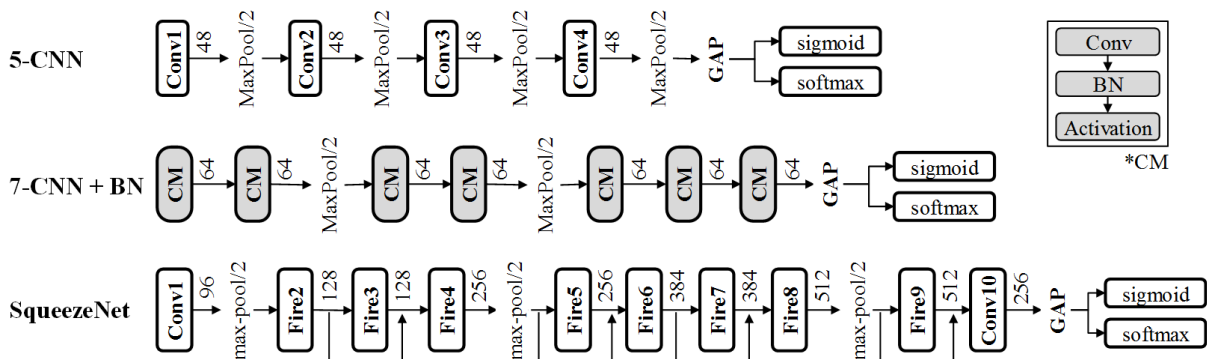 5-CNN
Conv1
48
MaxPool/2
Conv2
48
MaxPool/2
Conv3
48
MaxPool/2
Conv4
48
MaxPool/2
GAP
sigmoid
softmax
Conv
BN
Activation
*CM
7-CNN + BN
CM
64
CM
64
MaxPool/2
CM
64
CM
64
MaxPool/2
CM
64
CM
64
CM
64
GAP
sigmoid
softmax
SqueezeNet
Conv1
96
max-pool/2
Fire2
128
Fire3
128
Fire4
256
max-pool/2
Fire5
256
Fire6
384
Fire7
384
Fire8
512
max-pool/2
Fire9
512
Conv10
256
GAP
sigmoid
softmax